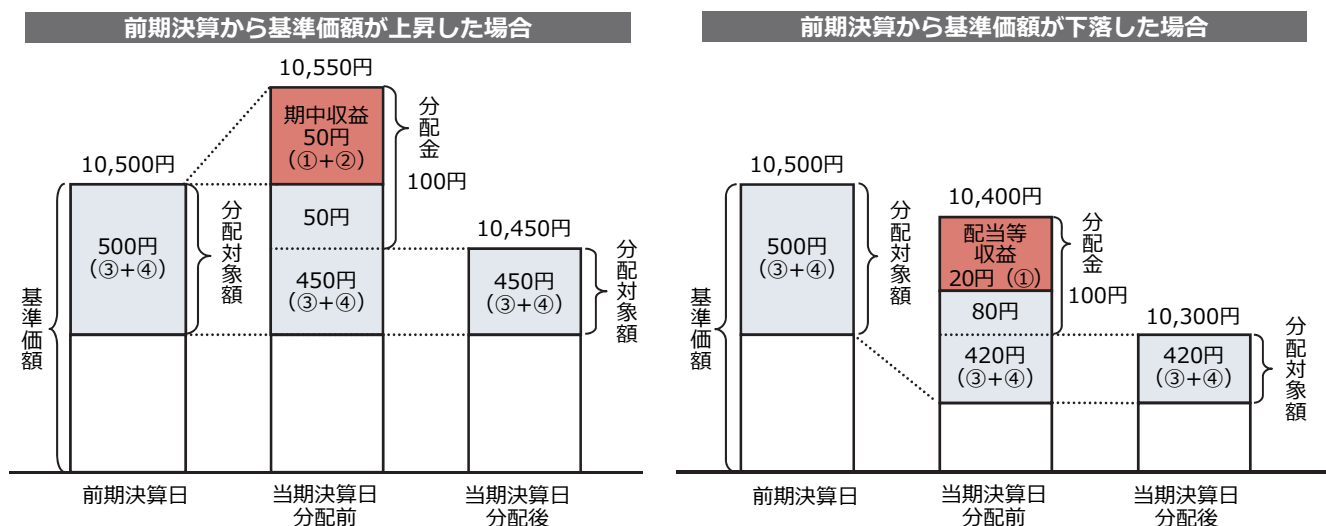 前期決算から基準価額が上昇した場合
10,550円
期中収益
50円
（①+②）
分配金
100円
10,500円
500円
（③+④）
分配対象額
50円
450円
（③+④）
10,450円
450円
（③+④）
分配対象額
基準価額
前期決算日
当期決算日
分配前
当期決算日
分配後
前期決算から基準価額が下落した場合
10,500円
500円
（③+④）
分配対象額
10,400円
配当等
収益
20円（①）
分配金
100円
80円
420円
（③+④）
10,300円
420円
（③+④）
分配対象額
基準価額
前期決算日
当期決算日
分配前
当期決算日
分配後